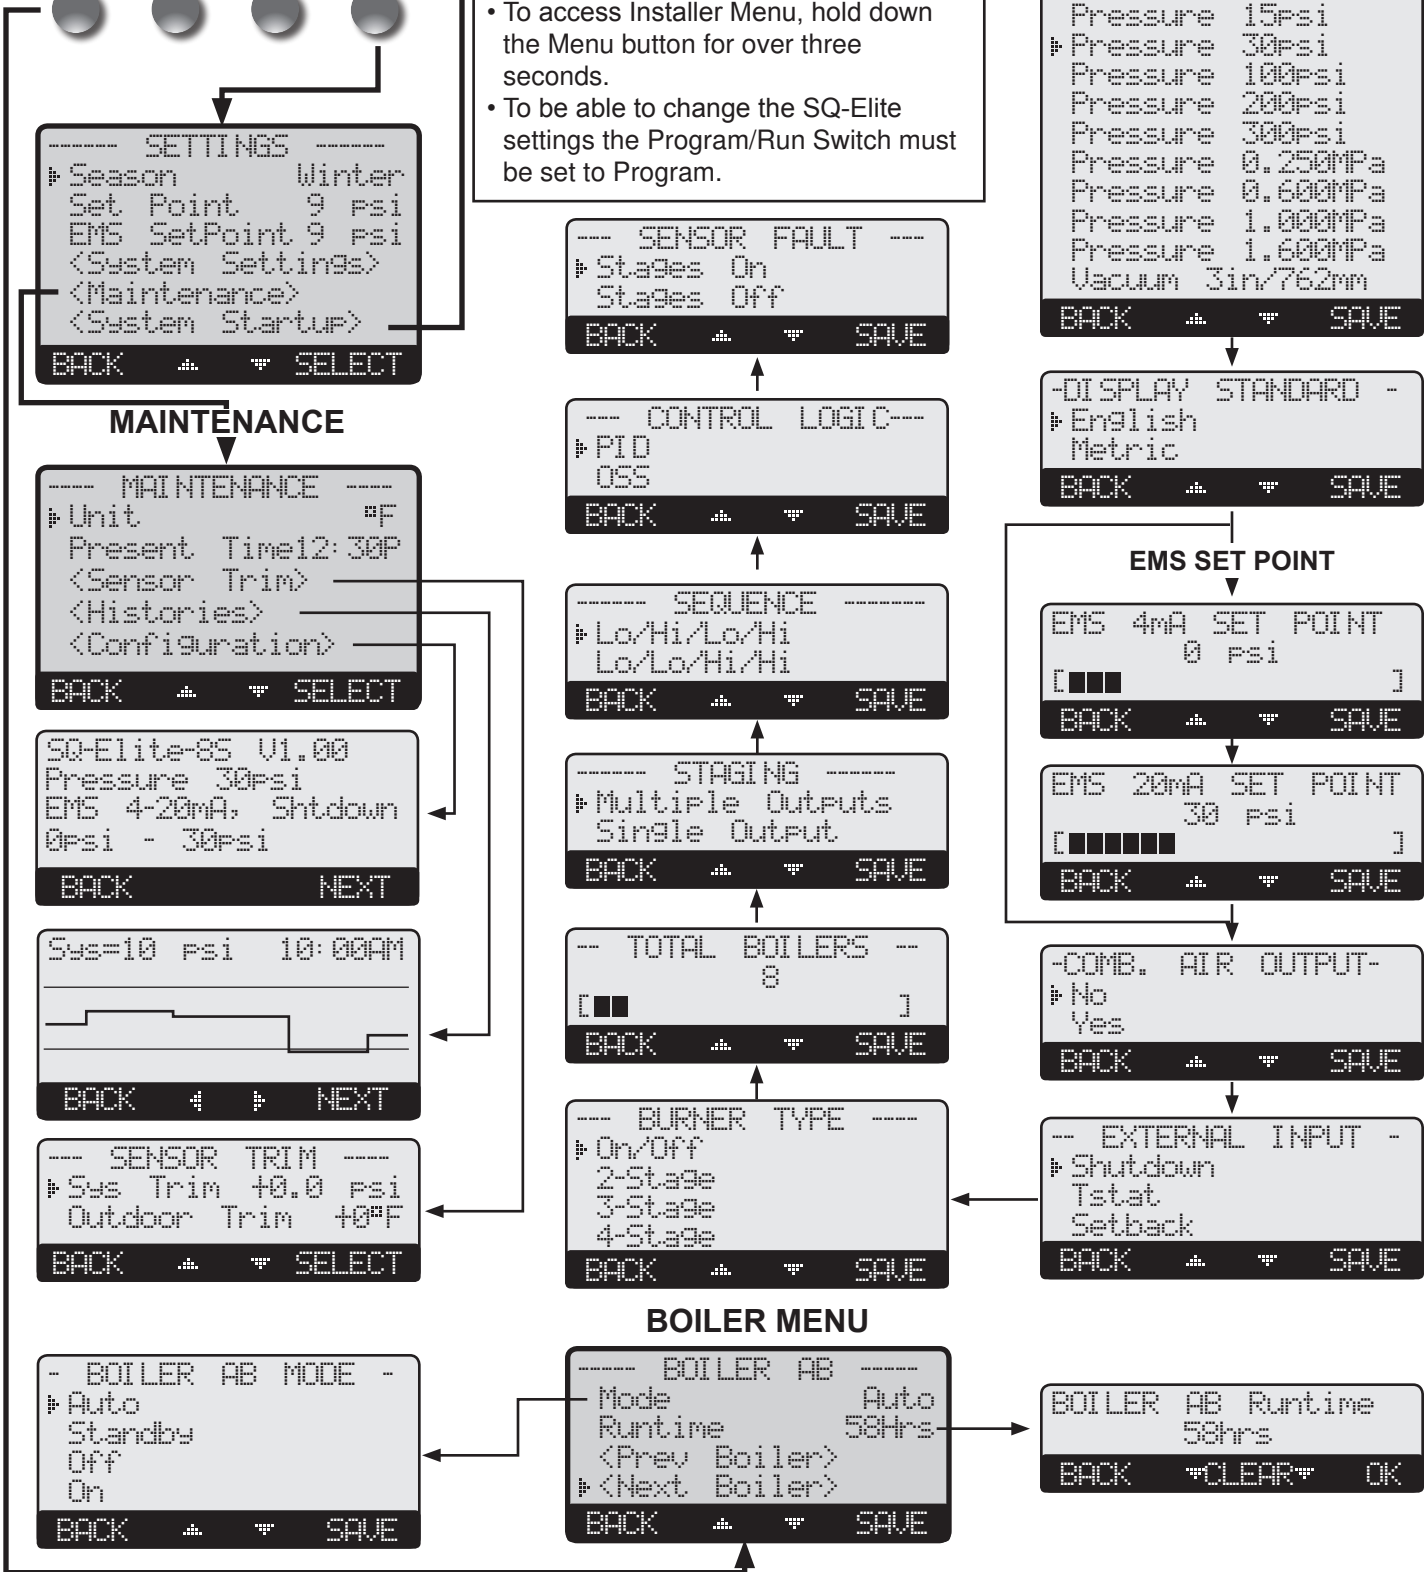 • To access Installer Menu, hold down
the Menu button for over three
seconds.
• To be able to change the SQ-Elite
settings the Program/Run Switch must
be set to Program.
------ SETTINGS ------
Season Winter
Set Point 9 psi
EMS SetPoint 9 psi
<System Settings>
<Maintenance>
<System Startup>
BACK SELECT
MAINTENANCE
---- MAINTENANCE ----
Unit °F
Present Time12:30P
<Sensor Trim>
<Histories>
<Configuration>
BACK SELECT
SQ-Elite-8S V1.00
Pressure 30psi
EMS 4-20mA, Shtdown
0psi - 30psi
BACK NEXT
Sys=10 psi 10:00AM
BACK NEXT
--- SENSOR TRIM ----
Sys Trim +0.0 psi
Outdoor Trim +0°F
BACK SELECT
--- SENSOR FAULT ---
Stages On
Stages Off
BACK SAVE
--- CONTROL LOGIC---
PID
OSS
BACK SAVE
------ SEQUENCE -------
Lo/Hi/Lo/Hi
Lo/Lo/Hi/Hi
BACK SAVE
------ STAGING ------
Multiple Outputs
Single Output
BACK SAVE
-- TOTAL BOILERS --
8
[ ]
BACK SAVE
--- BURNER TYPE ----
On/Off
2-Stage
3-Stage
4-Stage
BACK SAVE
Pressure 15psi
Pressure 30psi
Pressure 100psi
Pressure 200psi
Pressure 300psi
Pressure 0.250MPa
Pressure 0.600MPa
Pressure 1.000MPa
Pressure 1.600MPa
Vacuum 3in/762mm
BACK SAVE
-DISPLAY STANDARD -
English
Metric
BACK SAVE
EMS SET POINT
EMS 4mA SET POINT
0 psi
[ ]
BACK SAVE
EMS 20mA SET POINT
30 psi
[ ]
BACK SAVE
-COMB. AIR OUTPUT-
No
Yes
BACK SAVE
-- EXTERNAL INPUT -
Shutdown
Tstat
Setback
BACK SAVE
BOILER MENU
- BOILER AB MODE -
Auto
Standby
Off
On
BACK SAVE
----- BOILER AB -----
Mode Auto
Runtime 58Hrs
<Prev Boiler>
<Next Boiler>
BACK SAVE
BOILER AB Runtime
58hrs
BACK CLEAR OK